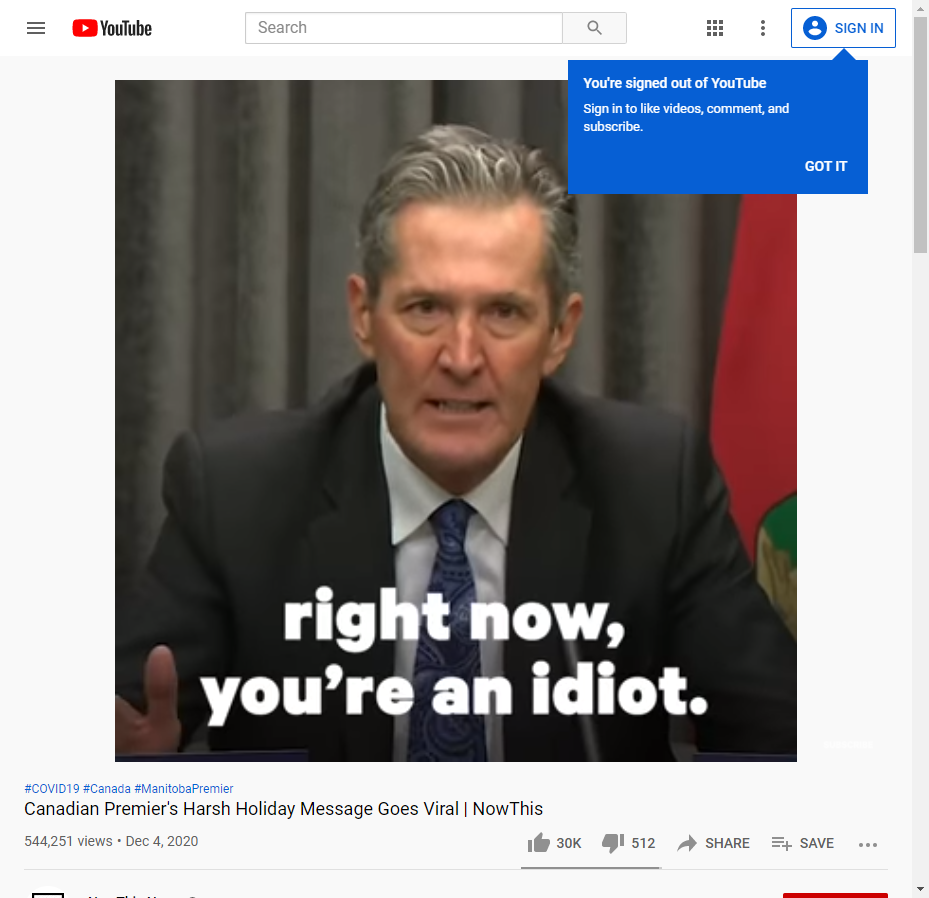 YouTube
Search
SIGN IN
You're signed out of YouTube
Sign in to like videos, comment, and
subscribe.
GOT IT
right now,
you’re an idiot.
#COVID19 #Canada #ManitobaPremier
Canadian Premier's Harsh Holiday Message Goes Viral | NowThis
544,251 views • Dec 4, 2020
30K
512
SHARE
SAVE